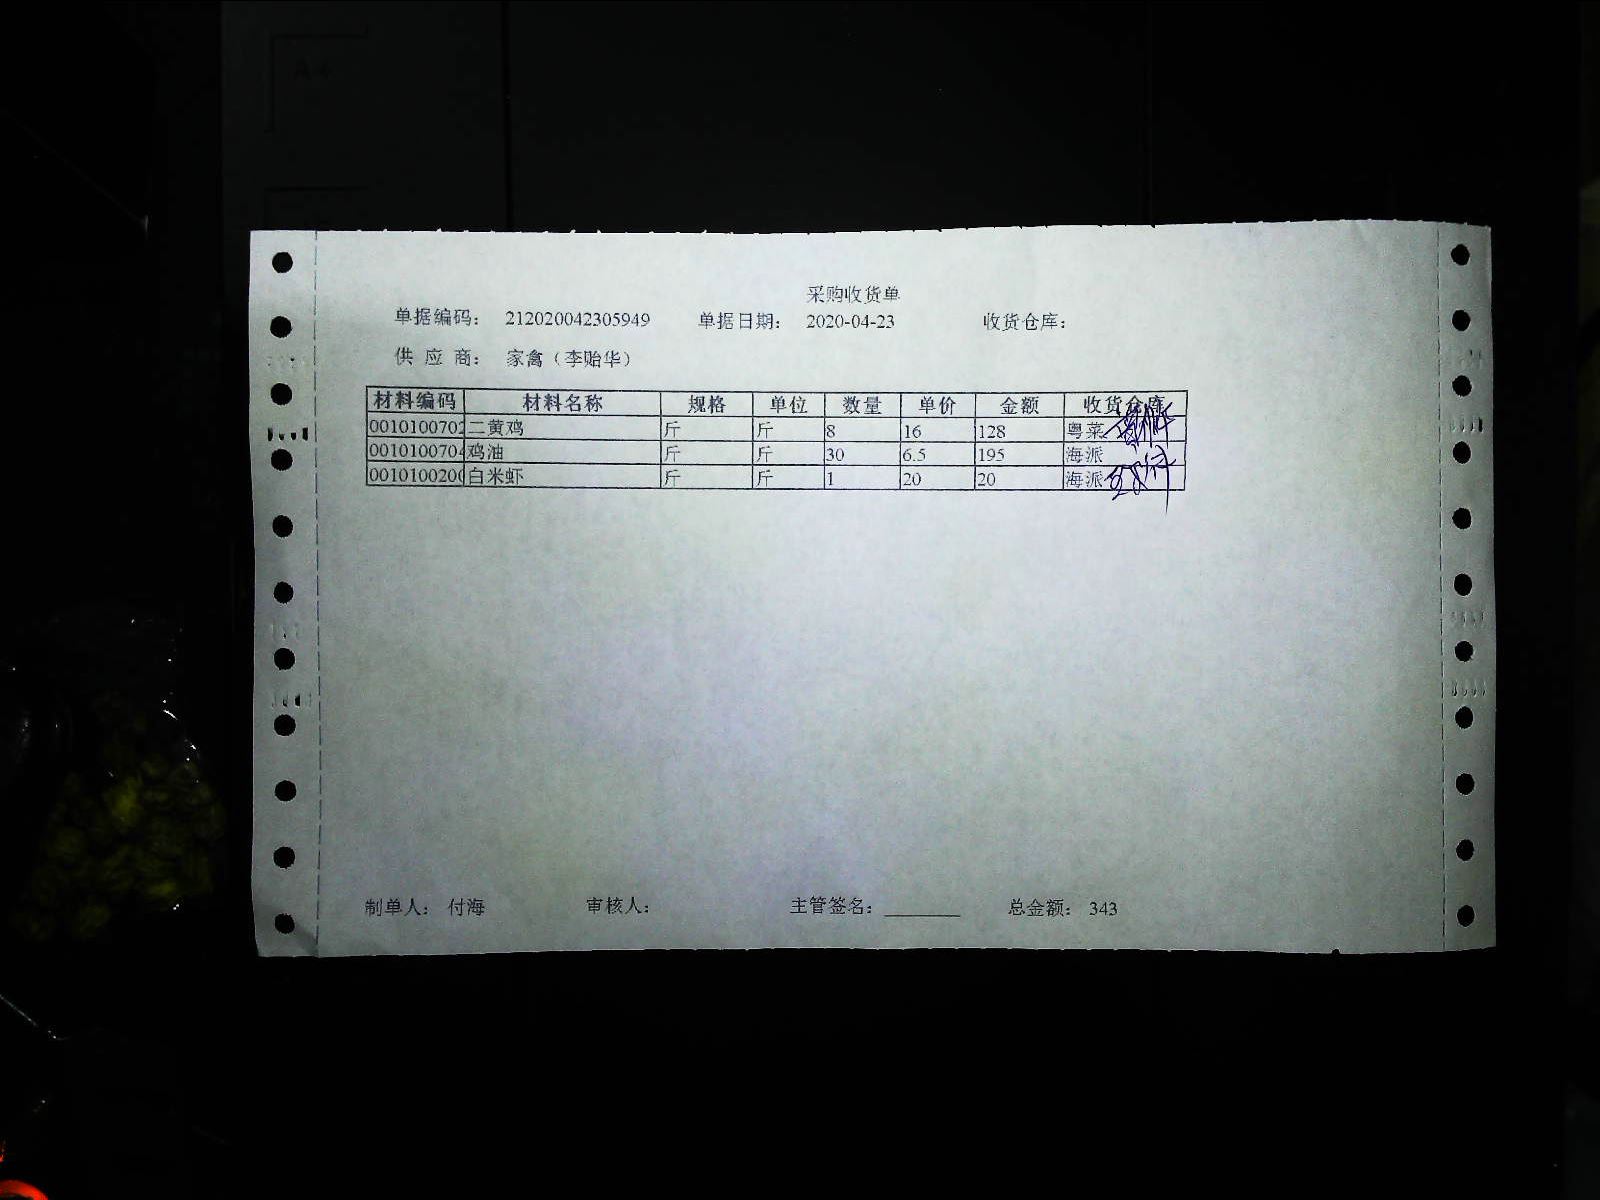 采购收货单
单据编码： 212020042305949 单据日期： 2020-04-23 收货仓库：
供 应 商： 家禽（李贻华）
材料编码 材料名称 规格 单位 数量 单价 金额 收货仓库
001010070 二黄鸡 斤 斤 8 16 128 粤菜
001010070 鸡油 斤 斤 30 6.5 195 海派
001010020 白米虾 斤 斤 1 20 20 海派
制单人： 付海 审核人： 主管签名： 总金额： 343